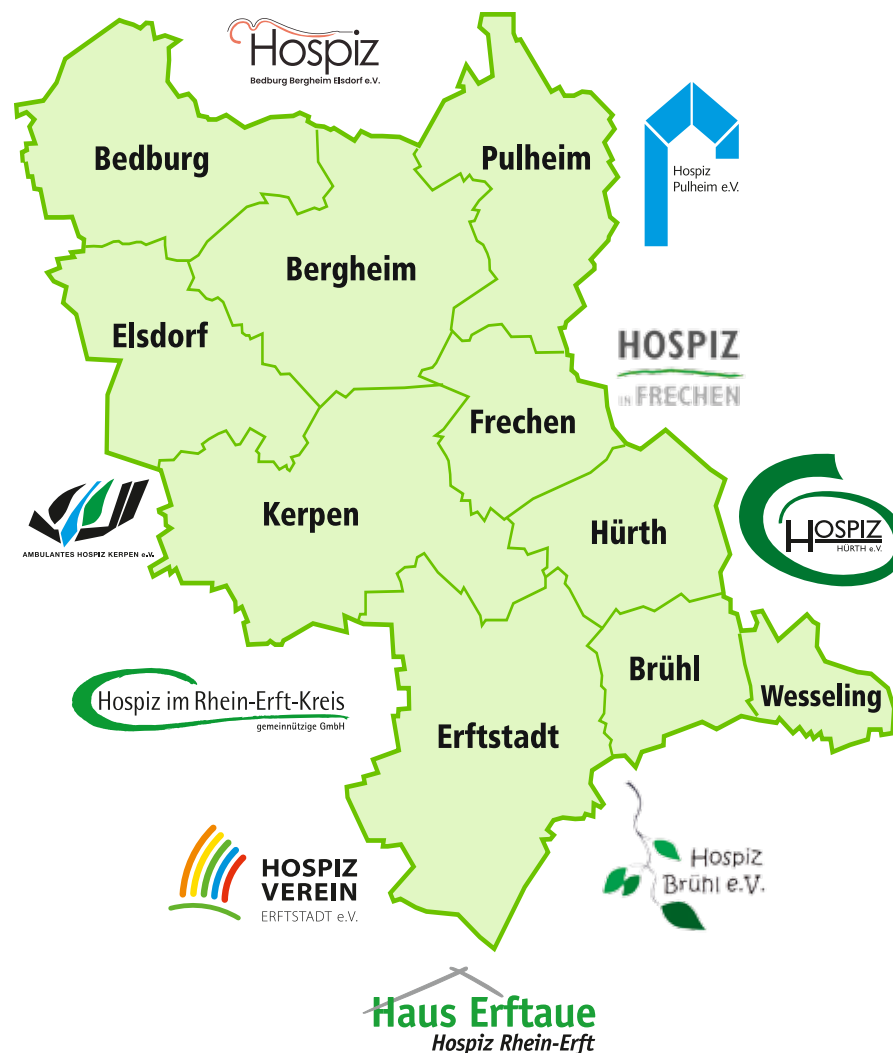 Hospiz
Bedburg Bergheim Elsdorf e.V.
Bedburg
Pulheim
Hospiz
Pulheim e.V.
Bergheim
Elsdorf
HOSPIZ
IN FRECHEN
Frechen
Kerpen
Hürth
HOSPIZ
HÜRTH e.V.
AMBULANTES HOSPIZ KERPEN e.V.
Brühl
Wesseling
Hospiz im Rhein-Erft-Kreis
gemeinnützige GmbH
Erftstadt
HOSPIZ
VEREIN
ERFTSTADT e.V.
Hospiz
Brühl e.V.
Haus Erftaue
Hospiz Rhein-Erft